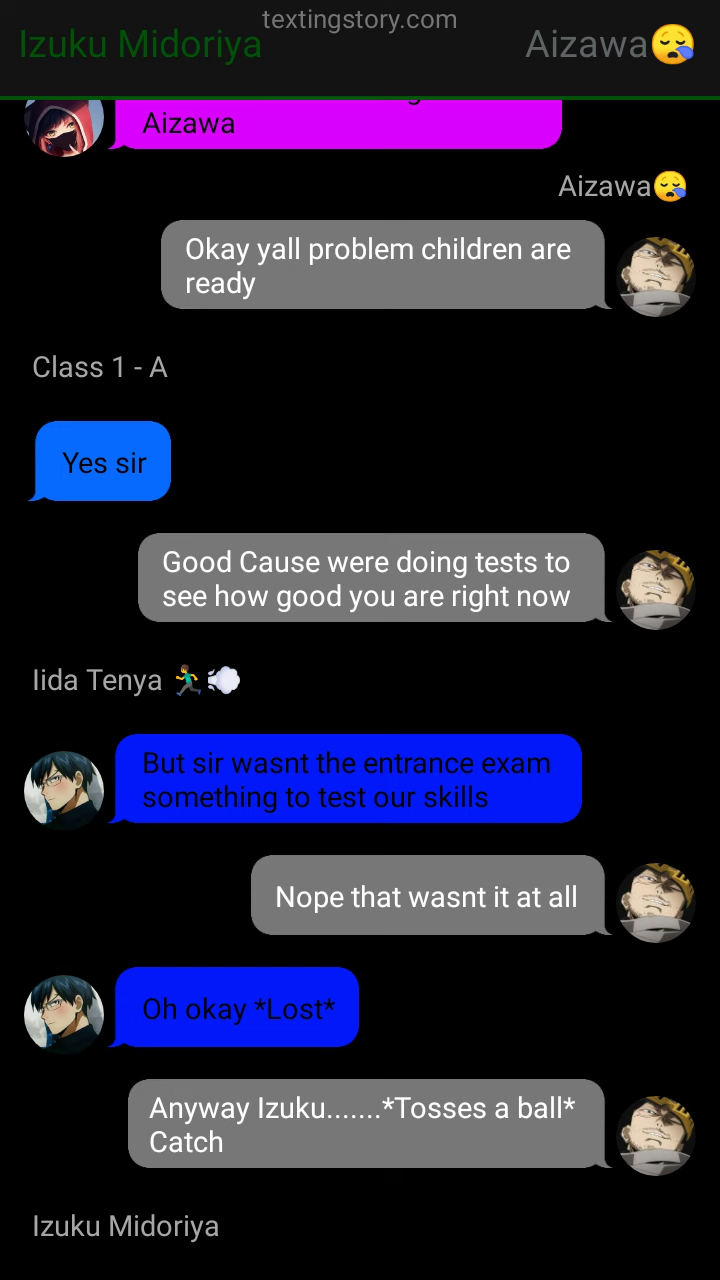 textingstory.com
Izuku Midoriya
Aizawa😪
Aizawa
Aizawa😪
Okay yall problem children are
ready
Class 1 - A
Yes sir
Good Cause were doing tests to
see how good you are right now
Iida Tenya 🏃‍♂️💨
But sir wasnt the entrance exam
something to test our skills
Nope that wasnt it at all
Oh okay *Lost*
Anyway Izuku.......*Tosses a ball*
Catch
Izuku Midoriya